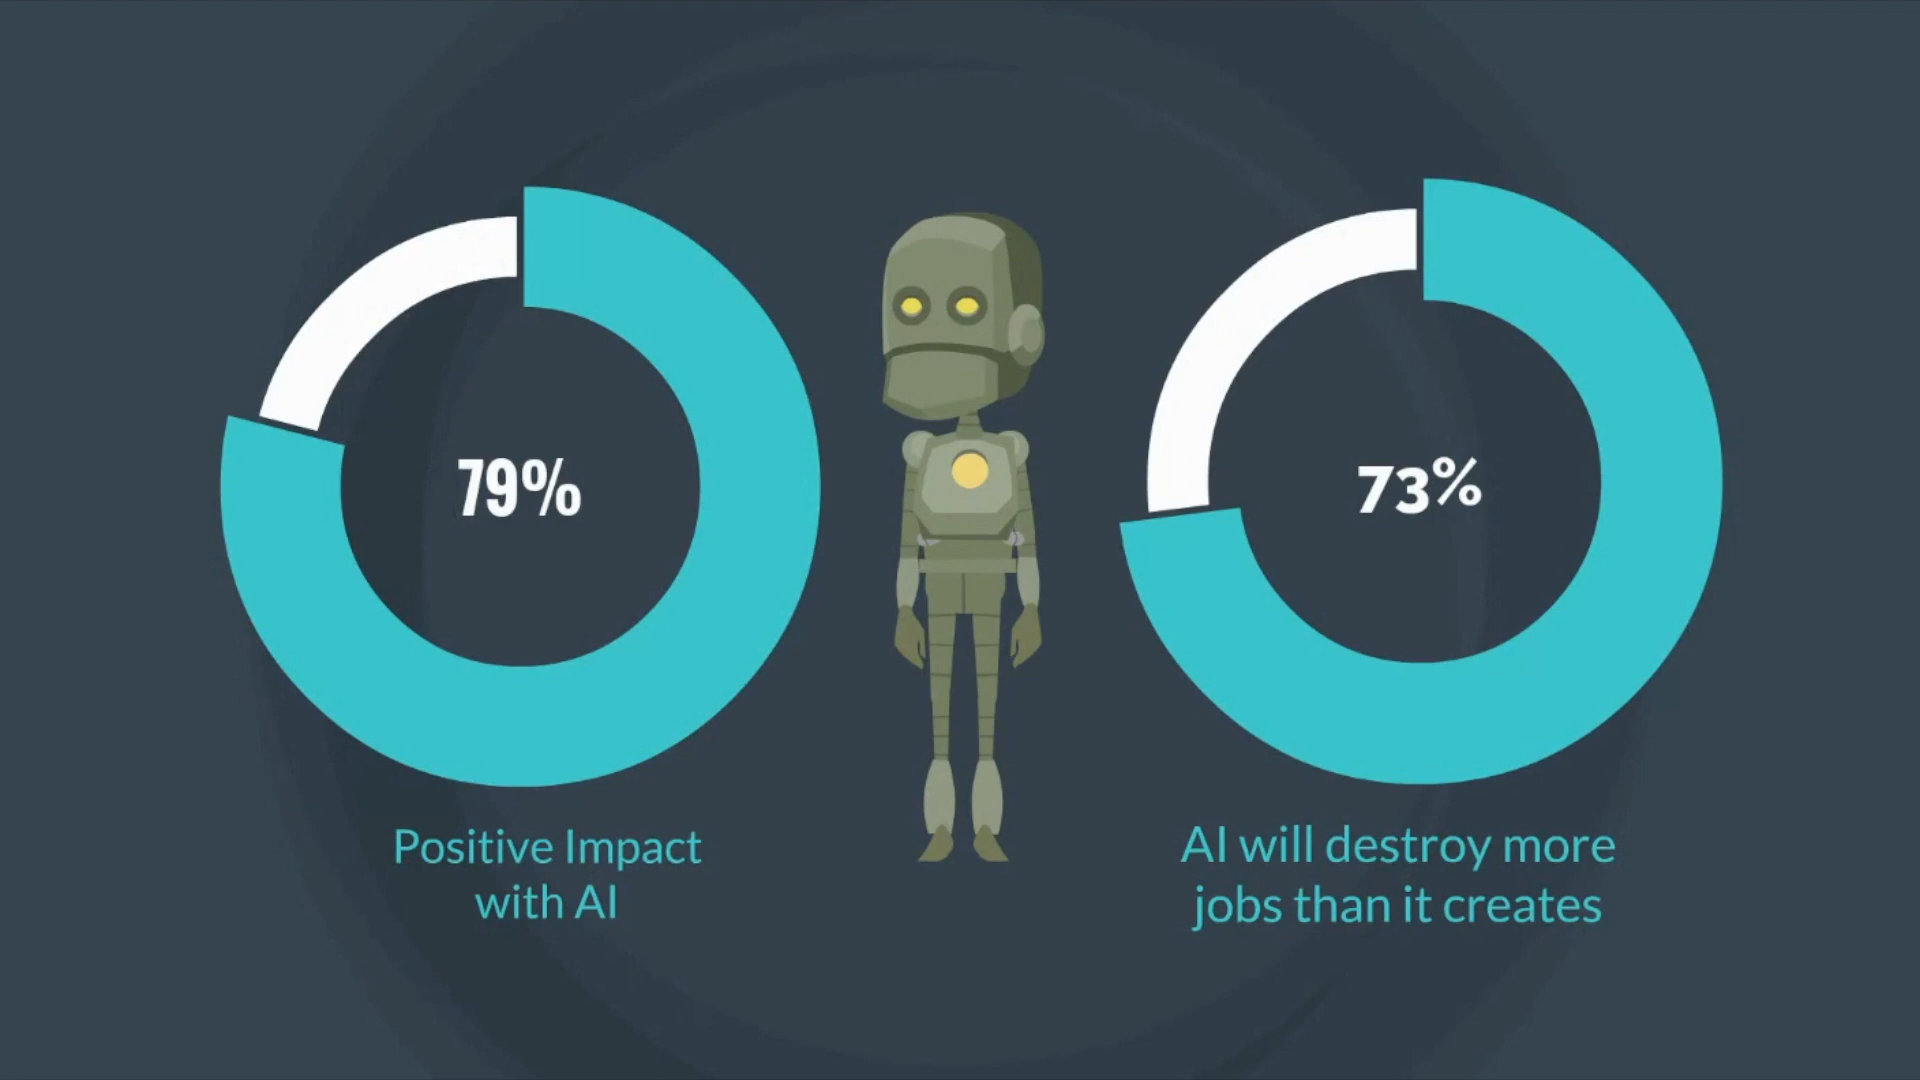 79%
73%
Positive Impact
with AI
AI will destroy more
jobs than it creates